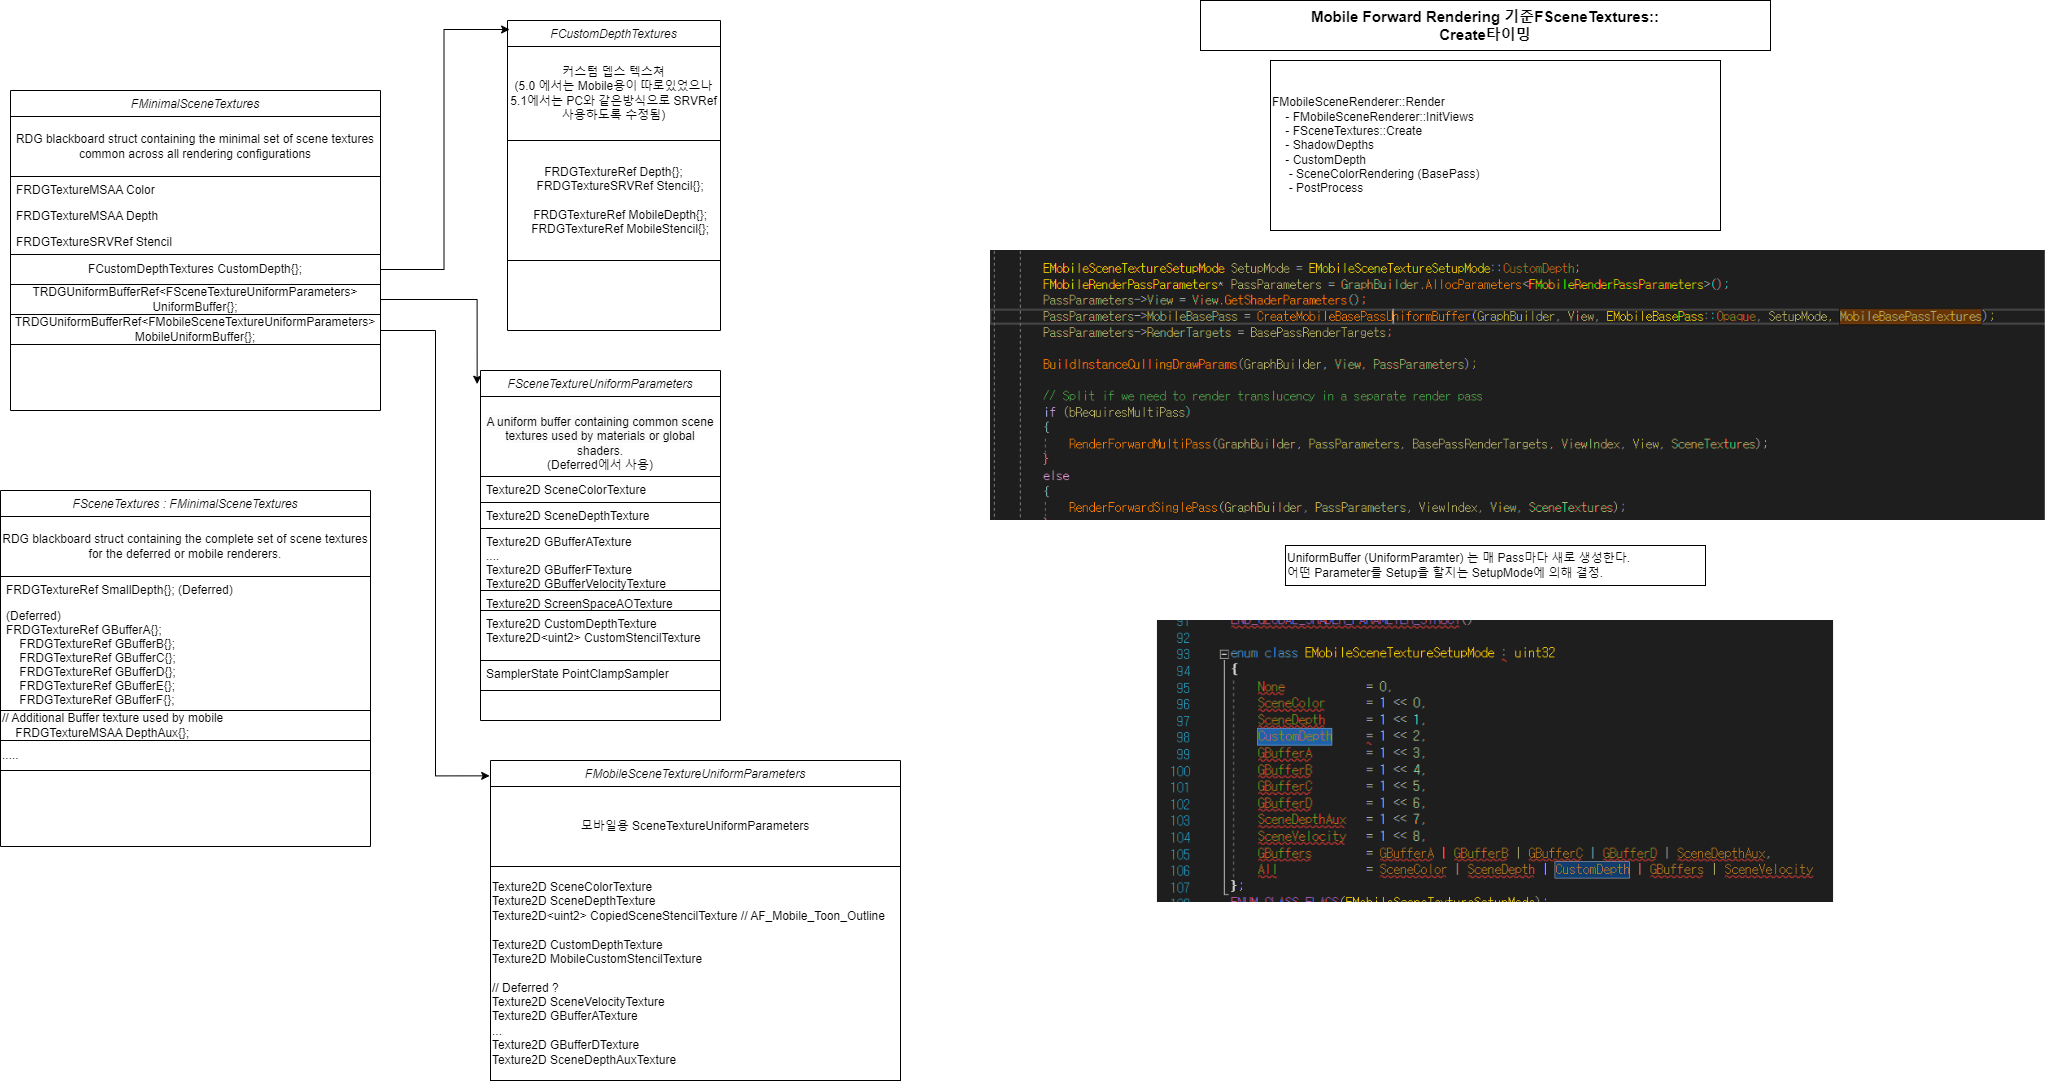 FCustomDepthTextures
커스텀 뎁스 텍스쳐
(5.0 에서는 Mobile용이 따로있었으나
5.1에서는 PC와 같은방식으로 SRVRef
사용하도록 수정됨)
FRDGTextureRef Depth{};
FRDGTextureSRVRef Stencil{};
FRDGTextureRef MobileDepth{};
FRDGTextureRef MobileStencil{};
FMinimalSceneTextures
RDG blackboard struct containing the minimal set of scene textures
common across all rendering configurations
FRDGTextureMSAA Color
FRDGTextureMSAA Depth
FRDGTextureSRVRef Stencil
FCustomDepthTextures CustomDepth{};
TRDGUniformBufferRef<FSceneTextureUniformParameters>
UniformBuffer{};
TRDGUniformBufferRef<FMobileSceneTextureUniformParameters>
MobileUniformBuffer{};
FSceneTextureUniformParameters
A uniform buffer containing common scene
textures used by materials or global
shaders.
(Deferred에서 사용)
Texture2D SceneColorTexture
Texture2D SceneDepthTexture
Texture2D GBufferATexture
....
Texture2D GBufferFTexture
Texture2D GBufferVelocityTexture
Texture2D ScreenSpaceAOTexture
Texture2D CustomDepthTexture
Texture2D<uint2> CustomStencilTexture
SamplerState PointClampSampler
FSceneTextures : FMinimalSceneTextures
RDG blackboard struct containing the complete set of scene textures
for the deferred or mobile renderers.
FRDGTextureRef SmallDepth{}; (Deferred)
(Deferred)
FRDGTextureRef GBufferA{};
FRDGTextureRef GBufferB{};
FRDGTextureRef GBufferC{};
FRDGTextureRef GBufferD{};
FRDGTextureRef GBufferE{};
FRDGTextureRef GBufferF{};
// Additional Buffer texture used by mobile
FRDGTextureMSAA DepthAux{};
.....
FMobileSceneTextureUniformParameters
모바일용 SceneTextureUniformParameters
Texture2D SceneColorTexture
Texture2D SceneDepthTexture
Texture2D<uint2> CopiedSceneStencilTexture // AF_Mobile_Toon_Outline
Texture2D CustomDepthTexture
Texture2D MobileCustomStencilTexture
// Deferred ?
Texture2D SceneVelocityTexture
Texture2D GBufferATexture
...
Texture2D GBufferDTexture
Texture2D SceneDepthAuxTexture
Mobile Forward Rendering 기준FSceneTextures::
Create타이밍
FMobileSceneRenderer::Render
- FMobileSceneRenderer::InitViews
- FSceneTextures::Create
- ShadowDepths
- CustomDepth
- SceneColorRendering (BasePass)
- PostProcess
EMobileSceneTextureSetupMode SetupMode = EMobileSceneTextureSetupMode::CustomDepth;
FMobileRenderPassParameters* PassParameters = GraphBuilder.AllocParameters<FMobileRenderPassParameters>();
PassParameters->View = View.GetShaderParameters();
PassParameters->MobileBasePass = CreateMobileBasePassUniformBuffer(GraphBuilder, View, EMobileBasePass::Opaque, SetupMode, MobileBasePassTextures);
PassParameters->RenderTargets = BasePassRenderTargets;
BuildInstanceCullingDrawParams(GraphBuilder, View, PassParameters);
// Split if we need to render translucency in a separate render pass
if (bRequiresMultiPass)
{
RenderForwardMultiPass(GraphBuilder, PassParameters, BasePassRenderTargets, ViewIndex, View, SceneTextures);
}
else
{
RenderForwardSinglePass(GraphBuilder, PassParameters, ViewIndex, View, SceneTextures);
UniformBuffer (UniformParamter) 는 매 Pass마다 새로 생성한다.
어떤 Parameter를 Setup을 할지는 SetupMode에 의해 결정.
91 END_GLOBAL_SHADER_PARAMETER_STRUCT()
92
93 enum class EMobileSceneTextureSetupMode : uint32
94 {
95 None = 0,
96 SceneColor = 1 << 0,
97 SceneDepth = 1 << 1,
98 CustomDepth = 1 << 2,
99 GBufferA = 1 << 3,
100 GBufferB = 1 << 4,
101 GBufferC = 1 << 5,
102 GBufferD = 1 << 6,
103 SceneDepthAux = 1 << 7,
104 SceneVelocity = 1 << 8,
105 GBuffers = GBufferA | GBufferB | GBufferC | GBufferD | SceneDepthAux,
106 All = SceneColor | SceneDepth | CustomDepth | GBuffers | SceneVelocity
107 };
108 ENUM_CLASS_FLAGS(EMobileSceneTextureSetupMode);